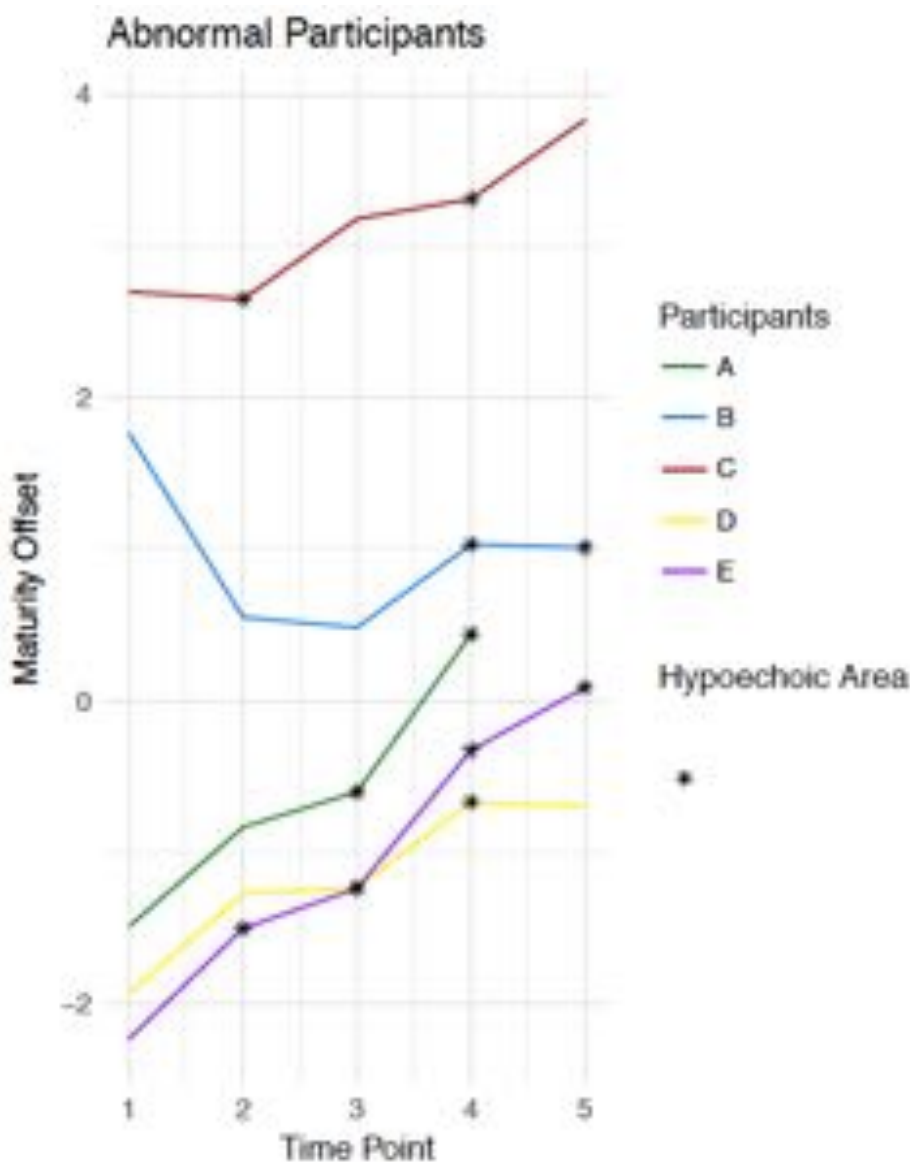 Abnormal Participants
4
2
0
−2
Maturity Offset
1 2 3 4 5
Time Point
Participants
A
B
C
D
E
Hypoechoic Area